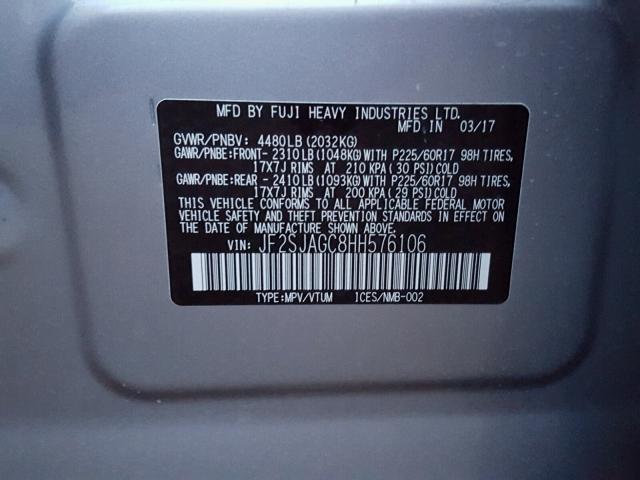 MFD BY FUJI HEAVY INDUSTRIES LTD.
MFD IN 03/17
GVWR/PNBV: 4480LB (2032KG)
GAWR/PNBE:FRONT- 2310LB (1048KG) WITH P225/60R17 98H TIRES,
17X7J RIMS AT 210 KPA (30 PSI) COLD
GAWR/PNBE:REAR - 2410LB (1093KG) WITH P225/60R17 98H TIRES,
17X7J RIMS AT 200 KPA (29 PSI) COLD
THIS VEHICLE CONFORMS TO ALL APPLICABLE FEDERAL MOTOR
VEHICLE SAFETY AND THEFT PREVENTION STANDARDS IN EFFECT ON
THE DATE OF MANUFACTURE SHOWN ABOVE.
VIN: JF2SJAGC8HH576106
TYPE:MPV/VTUM ICES/NMB-002